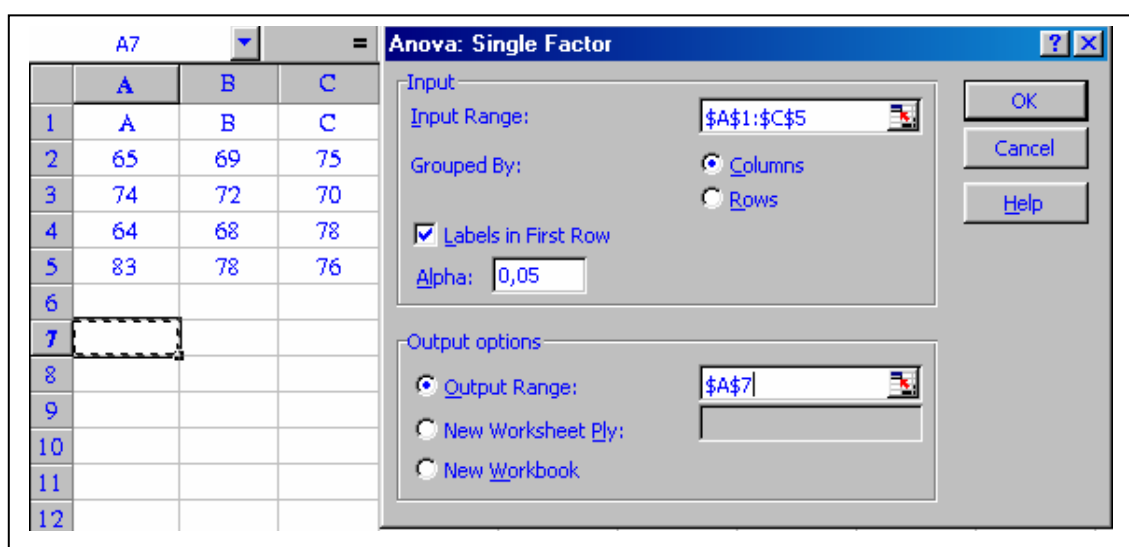 A7 =
A B C
1 A B C
2 65 69 75
3 74 72 70
4 64 68 78
5 83 78 76
6
7
8
9
10
11
12
Anova: Single Factor ? X
Input
Input Range: $A$1:$C$5
Grouped By: Columns
Rows
Labels in First Row
Alpha: 0,05
OK
Cancel
Help
Output options
Output Range: $A$7
New Worksheet Ply:
New Workbook